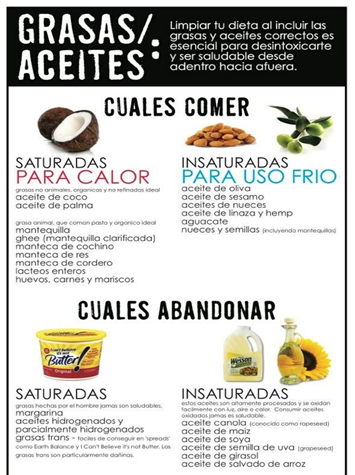 GRASAS/:
ACEITES:
Limpiar tu dieta al incluir las
grasas y aceites correctos es
esencial para desintoxicarte
y ser saludable desde
adentro hacia afuera.
CUALES COMER
SATURADAS
PARA CALOR
grasas no animales, organicas y no refinadas ideal
aceite de coco
aceite de palma
grasa animal, que coman pasto y organico ideal
mantequilla
ghee (mantequilla clarificada)
manteca de cochino
manteca de res
manteca de cordero
lacteos enteros
huevos, carnes y mariscos
INSATURADAS
PARA USO FRIO
aceite de oliva
aceite de sesamo
aceites de nueces
aceite de linaza y hemp
aguacate
nueces y semillas (incluyendo mantequillas)
CUALES ABANDONAR
I Can't Believe
It's Not
Butter!
Original
Wesson
SATURADAS
grasas hechas por el hombre jamas son saludables,
margarina
aceites hidrogenados y
parcialmente hidrogenados
grasas trans - faciles de conseguir en 'spreads'
como Earth Balance y I Can't Believe it's not Butter. Las
grasas trans son particularmente dañinas.
INSATURADAS
estos aceites son altamente procesados y se oxidan
facilmente con luz, aire o calor. Consumir aceites
oxidados jamas es saludable.
aceite canola (conocido como rapeseed)
aceite de maiz
aceite de soya
aceite de semilla de uva (grapeseed)
aceite de girasol
aceite de salvado de arroz